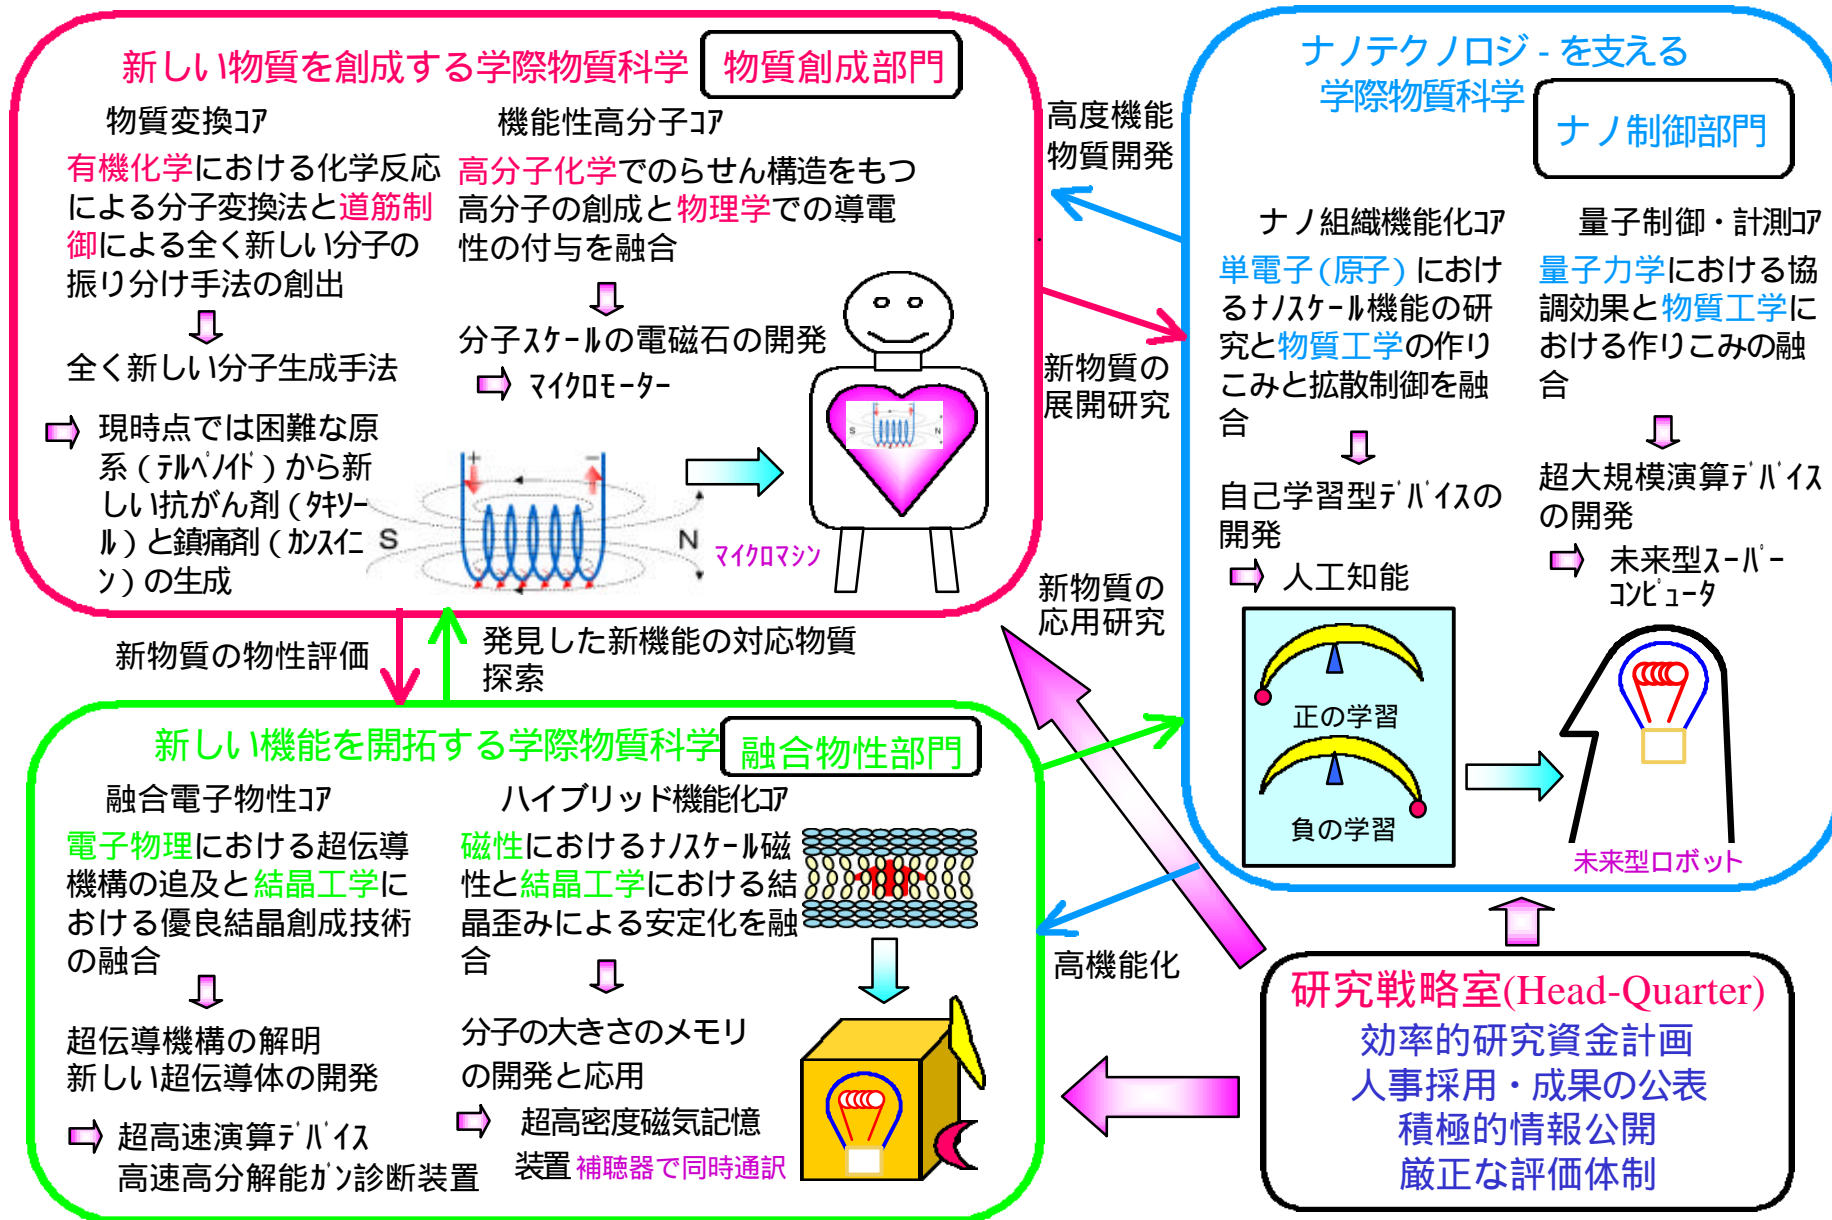 新しい物質を創成する学際物質科学
物質創成部門
物質変換ｺｱ
有機化学における化学反応
による分子変換法と道筋制
御による全く新しい分子の
振り分け手法の創出
全く新しい分子生成手法
現時点では困難な原
系（ﾃﾙﾍﾟﾉｲﾄﾞ）から新
しい抗がん剤（ﾀｷｿｰ
ﾙ）と鎮痛剤（ｶﾝｽｲﾆ
ﾝ）の生成
機能性高分子ｺｱ
高分子化学でのらせん構造をもつ
高分子の創成と物理学での導電
性の付与を融合
分子ｽｹｰﾙの電磁石の開発
ﾏｲｸﾛﾓｰﾀｰ
+
−
S
N
S
N
ﾏｲｸﾛﾏｼﾝ
高度機能
物質開発
新物質の
展開研究
新物質の
応用研究
ナノテクノロジ - を支える
学際物質科学
ナノ制御部門
ナノ組織機能化ｺｱ
単電子(原子)におけ
るﾅﾉｽｹｰﾙ機能の研
究と物質工学の作り
こみと拡散制御を融
合
自己学習型ﾃﾞﾊﾞｲｽの
開発
人工知能
正の学習
負の学習
量子制御・計測ｺｱ
量子力学における協
調効果と物質工学に
おける作りこみの融
合
超大規模演算ﾃﾞﾊﾞｲｽ
の開発
未来型ｽｰﾊﾟｰ
ｺﾝﾋﾟｭｰﾀ
未来型ロボット
新物質の物性評価
発見した新機能の対応物質
探索
新しい機能を開拓する学際物質科学
融合物性部門
融合電子物性ｺｱ
電子物理における超伝導
機構の追及と結晶工学に
おける優良結晶創成技術
の融合
超伝導機構の解明
新しい超伝導体の開発
超高速演算ﾃﾞﾊﾞｲｽ
高速高分解能ｶﾞﾝ診断装置
ハイブリッド機能化ｺｱ
磁性におけるﾅﾉｽｹｰﾙ磁
性と結晶工学における結
晶歪みによる安定化を融
合
分子の大きさのメモリ
の開発と応用
超高密度磁気記憶
装置 補聴器で同時通訳
高機能化
研究戦略室(Head-Quarter)
効率的研究資金計画
人事採用・成果の公表
積極的情報公開
厳正な評価体制